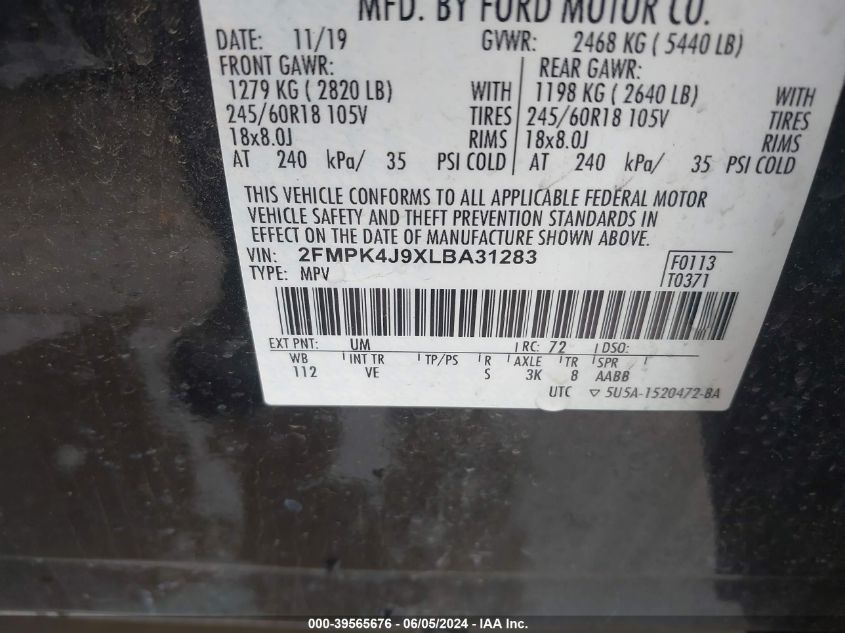 MFD. BY FORD MOTOR CO.
DATE: 11/19 GVWR: 2468 KG ( 5440 LB)
FRONT GAWR: REAR GAWR:
1279 KG ( 2820 LB) WITH 1198 KG ( 2640 LB) WITH
245/60R18 105V TIRES 245/60R18 105V TIRES
18x8.0J RIMS 18x8.0J RIMS
AT 240 kPa/ 35 PSI COLD AT 240 kPa/ 35 PSI COLD
THIS VEHICLE CONFORMS TO ALL APPLICABLE FEDERAL MOTOR
VEHICLE SAFETY AND THEFT PREVENTION STANDARDS IN
EFFECT ON THE DATE OF MANUFACTURE SHOWN ABOVE.
VIN: 2FMPK4J9XLBA31283 F0113
TYPE: MPV T0371
EXT PNT: UM RC: 72 DSO:
WB INT TR TP/PS R AXLE TR SPR
112 VE S 3K 8 AABB
UTC ▽ 5U5A-1520472-BA
000-39565676 - 06/05/2024 - IAA Inc.